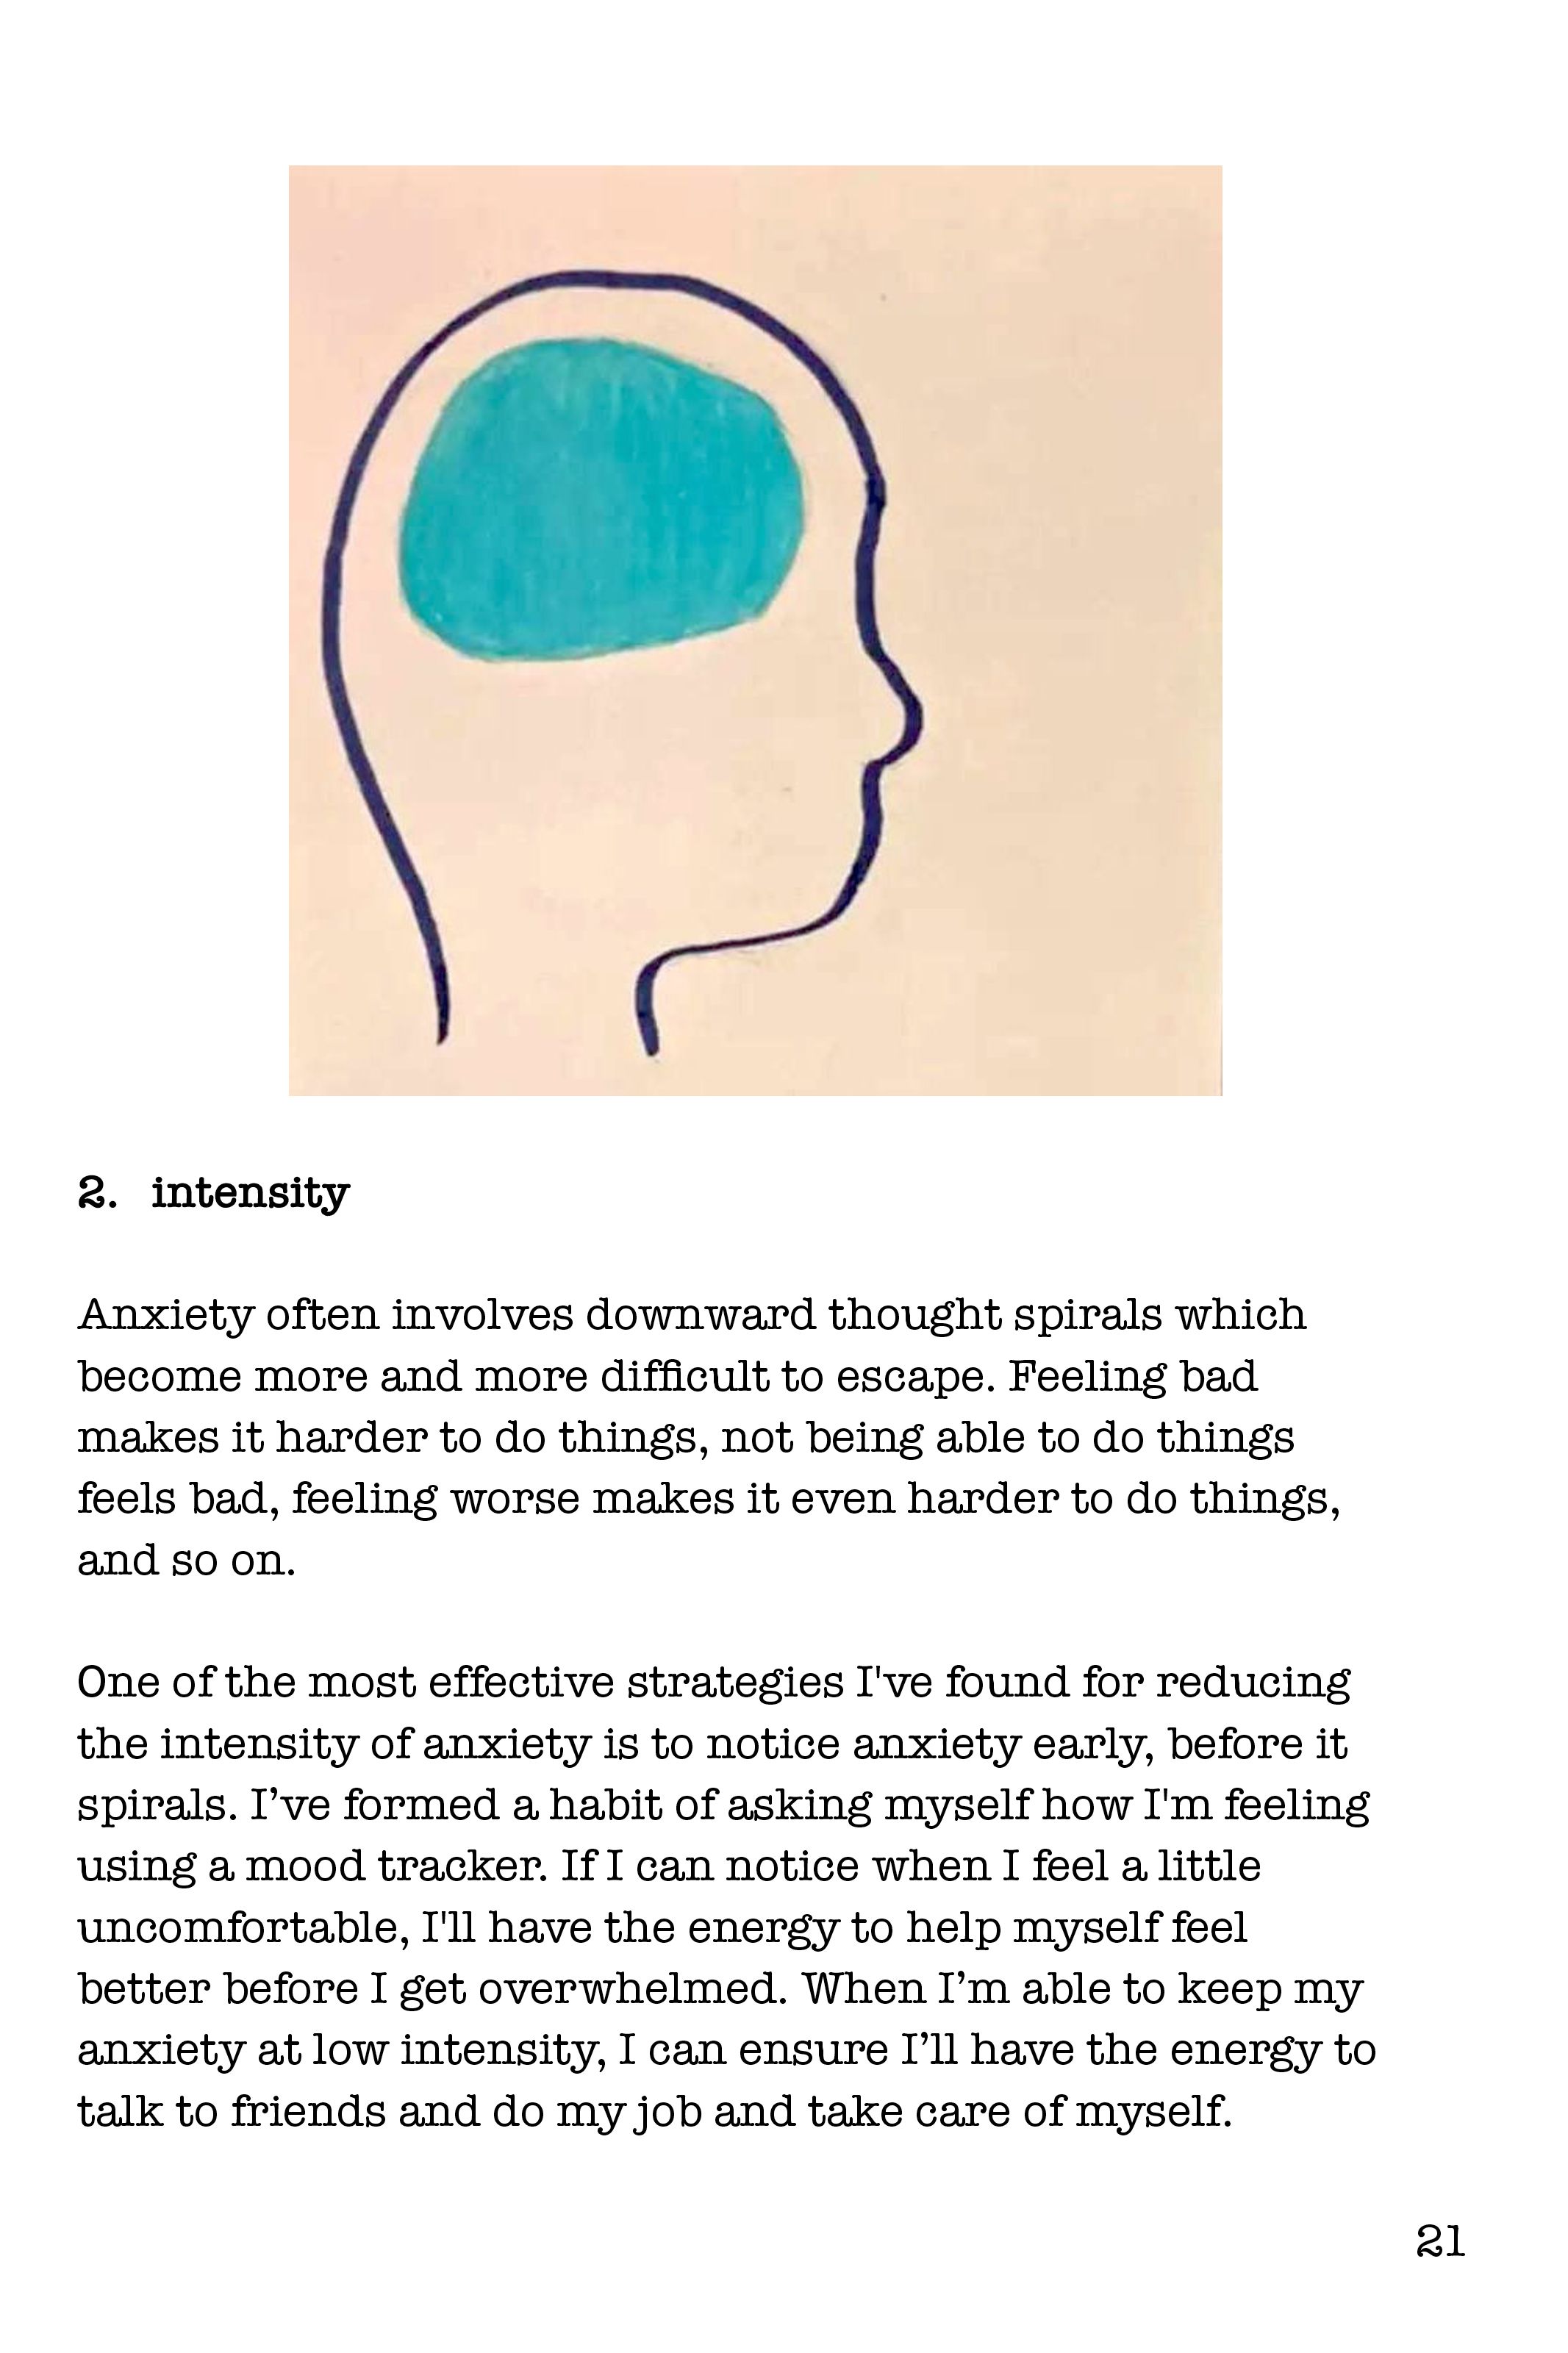 2. intensity
Anxiety often involves downward thought spirals which
become more and more difficult to escape. Feeling bad
makes it harder to do things, not being able to do things
feels bad, feeling worse makes it even harder to do things,
and so on.
One of the most effective strategies I've found for reducing
the intensity of anxiety is to notice anxiety early, before it
spirals. I’ve formed a habit of asking myself how I'm feeling
using a mood tracker. If I can notice when I feel a little
uncomfortable, I'll have the energy to help myself feel
better before I get overwhelmed. When I’m able to keep my
anxiety at low intensity, I can ensure I’ll have the energy to
talk to friends and do my job and take care of myself.
21